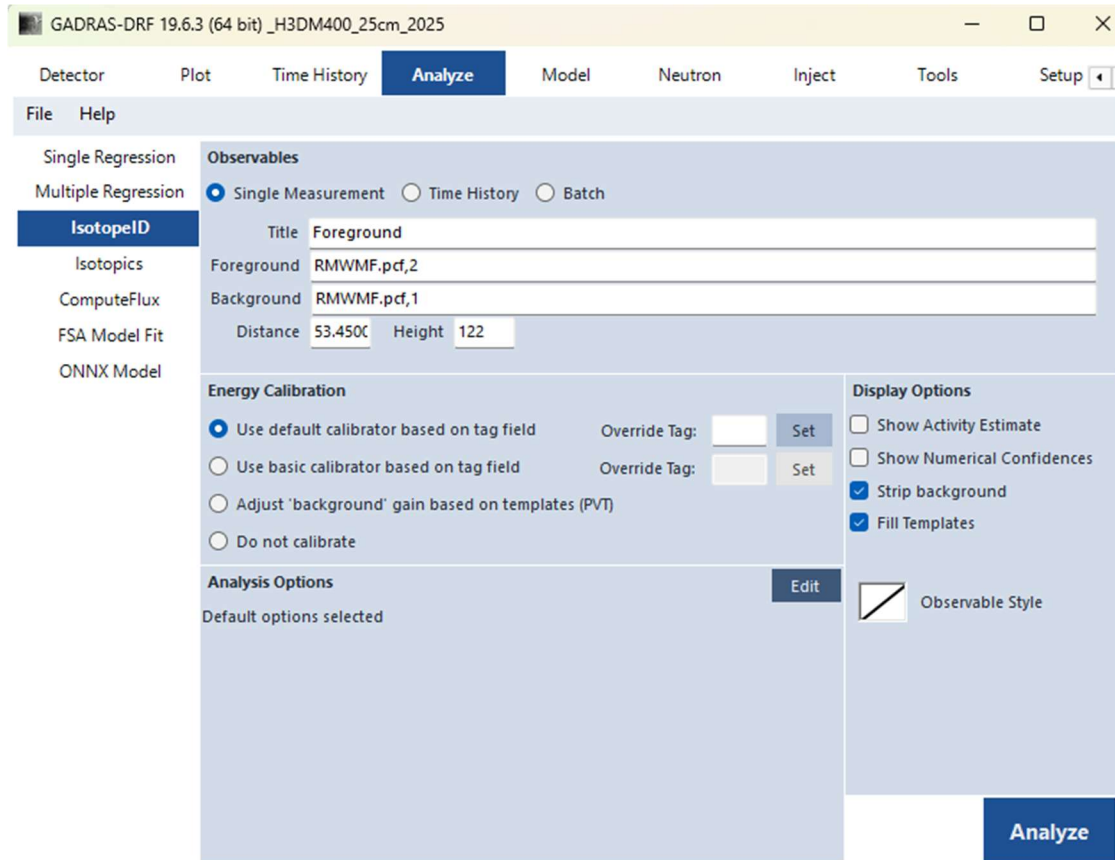 GADRAS-DRF 19.6.3 (64 bit) _H3DM400_25cm_2025
Detector Plot Time History Analyze Model Neutron Inject Tools Setup
File Help
Single Regression
Multiple Regression
IsotopeID
Isotopics
ComputeFlux
FSA Model Fit
ONNX Model
Observables
Single Measurement Time History Batch
Title Foreground
Foreground RMWMF.pcf,2
Background RMWMF.pcf,1
Distance 53.450 Height 122
Energy Calibration
Use default calibrator based on tag field Override Tag: Set
Use basic calibrator based on tag field Override Tag: Set
Adjust 'background' gain based on templates (PVT)
Do not calibrate
Analysis Options Edit
Default options selected
Display Options
Show Activity Estimate
Show Numerical Confidences
Strip background
Fill Templates
Observable Style
Analyze